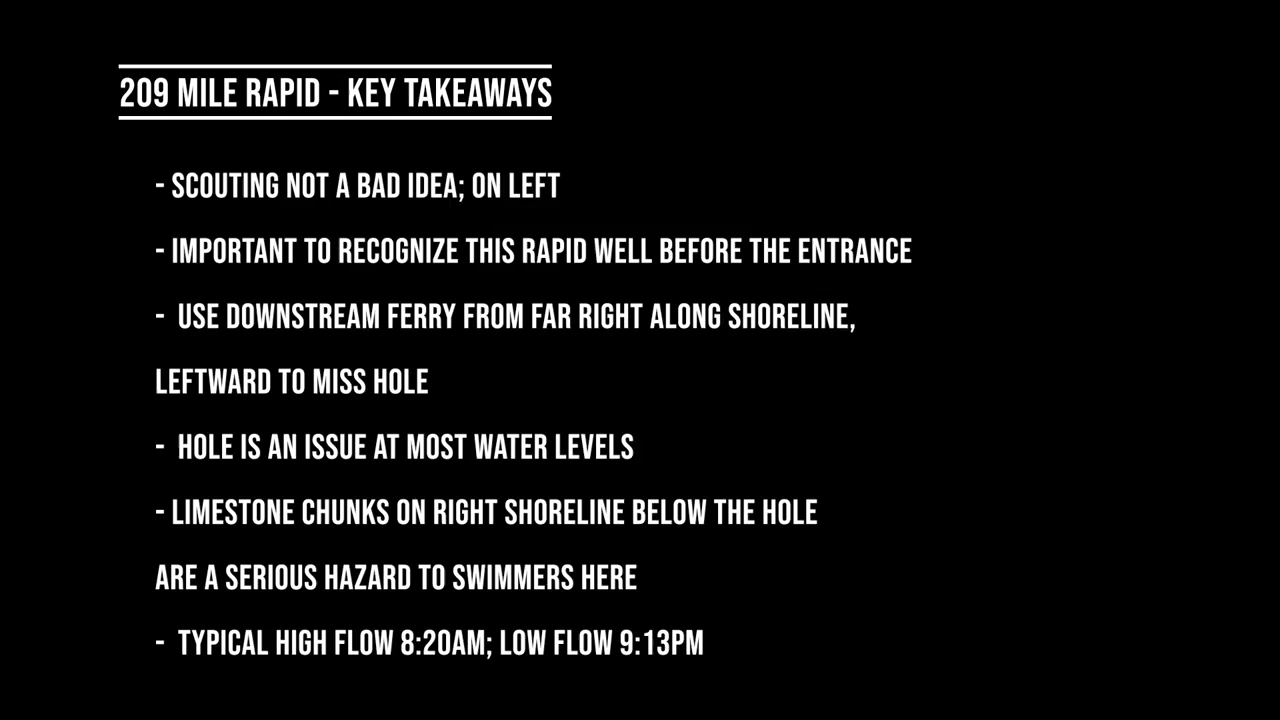 209 MILE RAPID - KEY TAKEAWAYS
- SCOUTING NOT A BAD IDEA; ON LEFT
- IMPORTANT TO RECOGNIZE THIS RAPID WELL BEFORE THE ENTRANCE
- USE DOWNSTREAM FERRY FROM FAR RIGHT ALONG SHORELINE,
LEFTWARD TO MISS HOLE
- HOLE IS AN ISSUE AT MOST WATER LEVELS
- LIMESTONE CHUNKS ON RIGHT SHORELINE BELOW THE HOLE
ARE A SERIOUS HAZARD TO SWIMMERS HERE
- TYPICAL HIGH FLOW 8:20AM; LOW FLOW 9:13PM